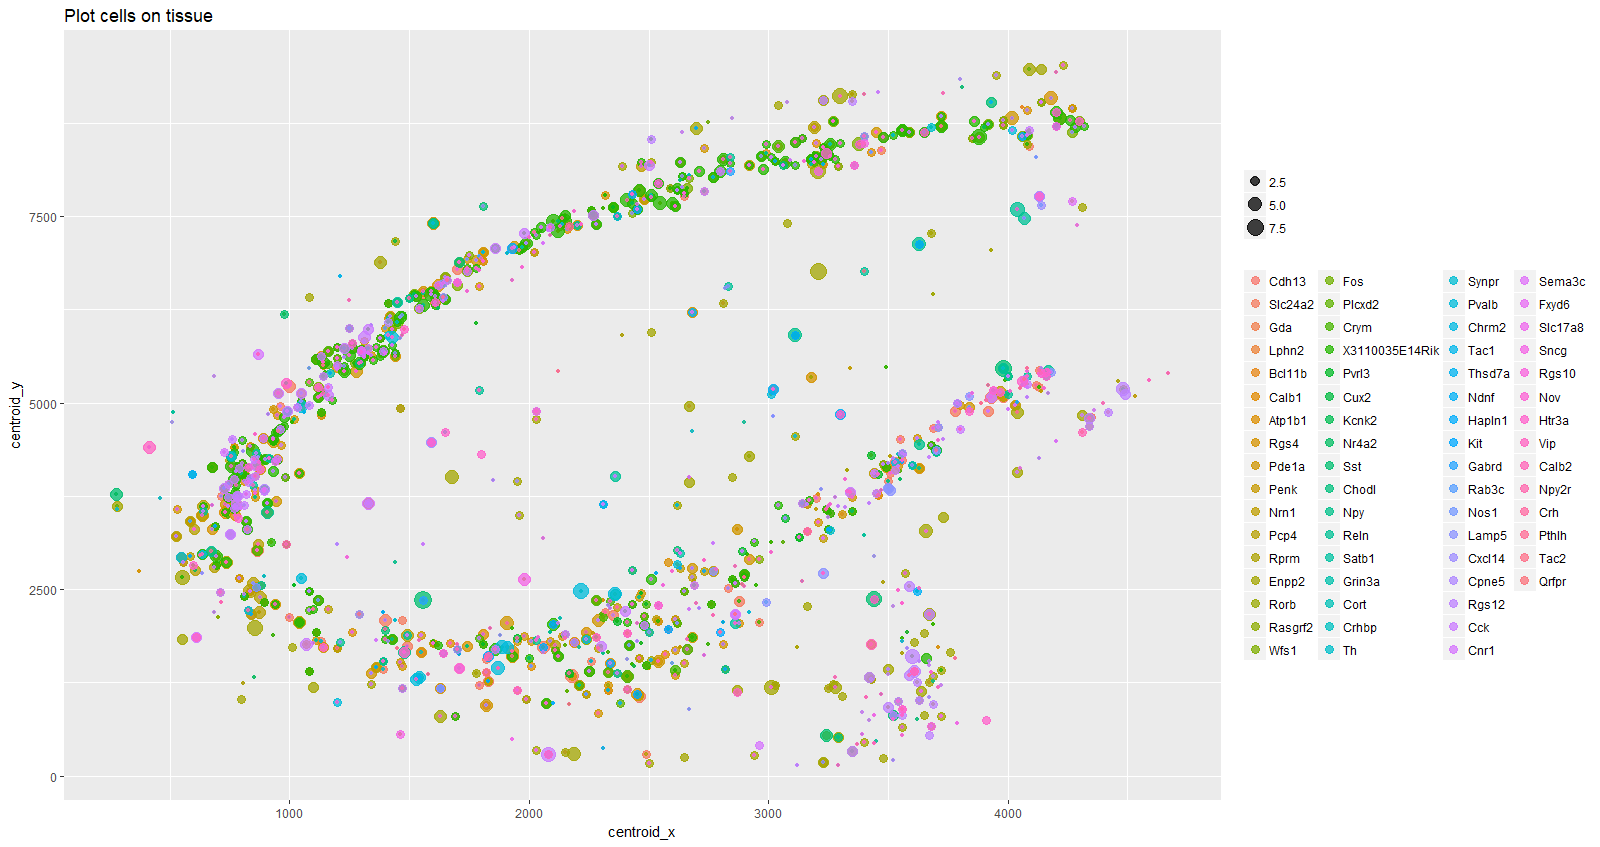 Plot cells on tissue
centroid_y
7500
5000
2500
0
1000
2000
3000
4000
centroid_x
2.5
5.0
7.5
Cdh13 Fos Synpr Sema3c
Slc24a2 Plcxd2 Pvalb Fxyd6
Gda Crym Chrm2 Slc17a8
Lphn2 X3110035E14Rik Tac1 Sncg
Bcl11b Pvrl3 Thsd7a Rgs10
Calb1 Cux2 Ndnf Nov
Atp1b1 Kcnk2 Hapln1 Htr3a
Rgs4 Nr4a2 Kit Vip
Pde1a Sst Gabrd Calb2
Penk Chodl Rab3c Npy2r
Nrn1 Npy Nos1 Crh
Pcp4 Reln Lamp5 Pthlh
Rprm Satb1 Cxcl14 Tac2
Enpp2 Grin3a Cpne5 Qrfpr
Rorb Cort Rgs12
Rasgrf2 Crhbp Cck
Wfs1 Th Cnr1